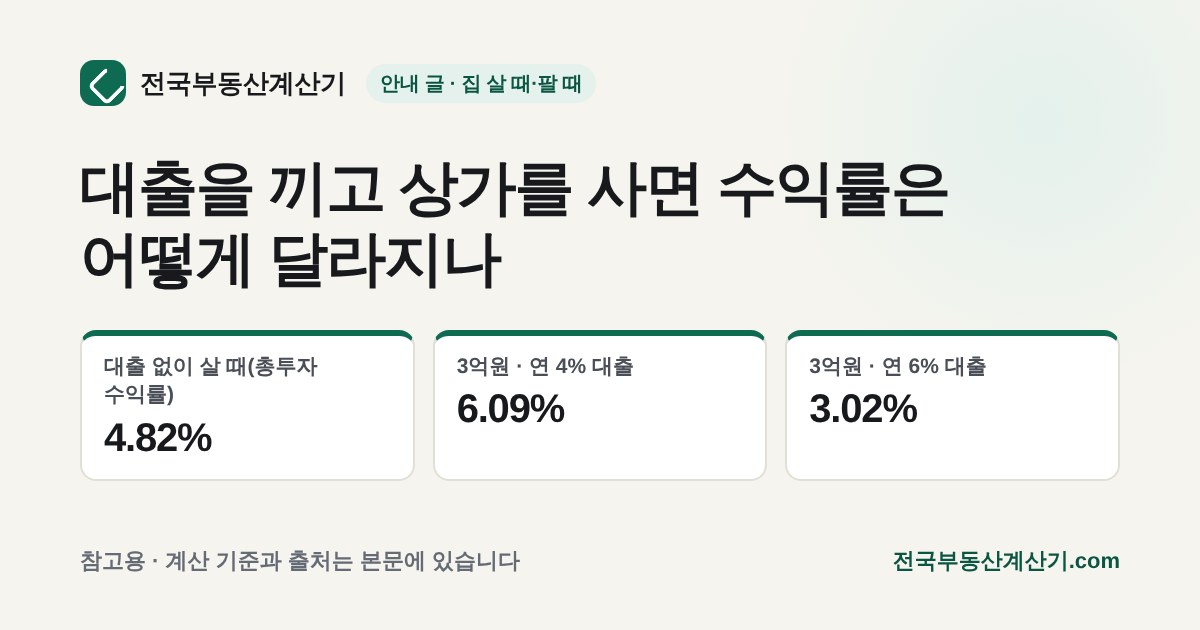 전국부동산계산기
안내 글 · 집 살 때·팔 때
대출을 끼고 상가를 사면 수익률은
어떻게 달라지나
대출 없이 살 때(총투자
수익률)
4.82%
3억원 · 연 4% 대출
6.09%
3억원 · 연 6% 대출
3.02%
참고용 · 계산 기준과 출처는 본문에 있습니다
전국부동산계산기.com